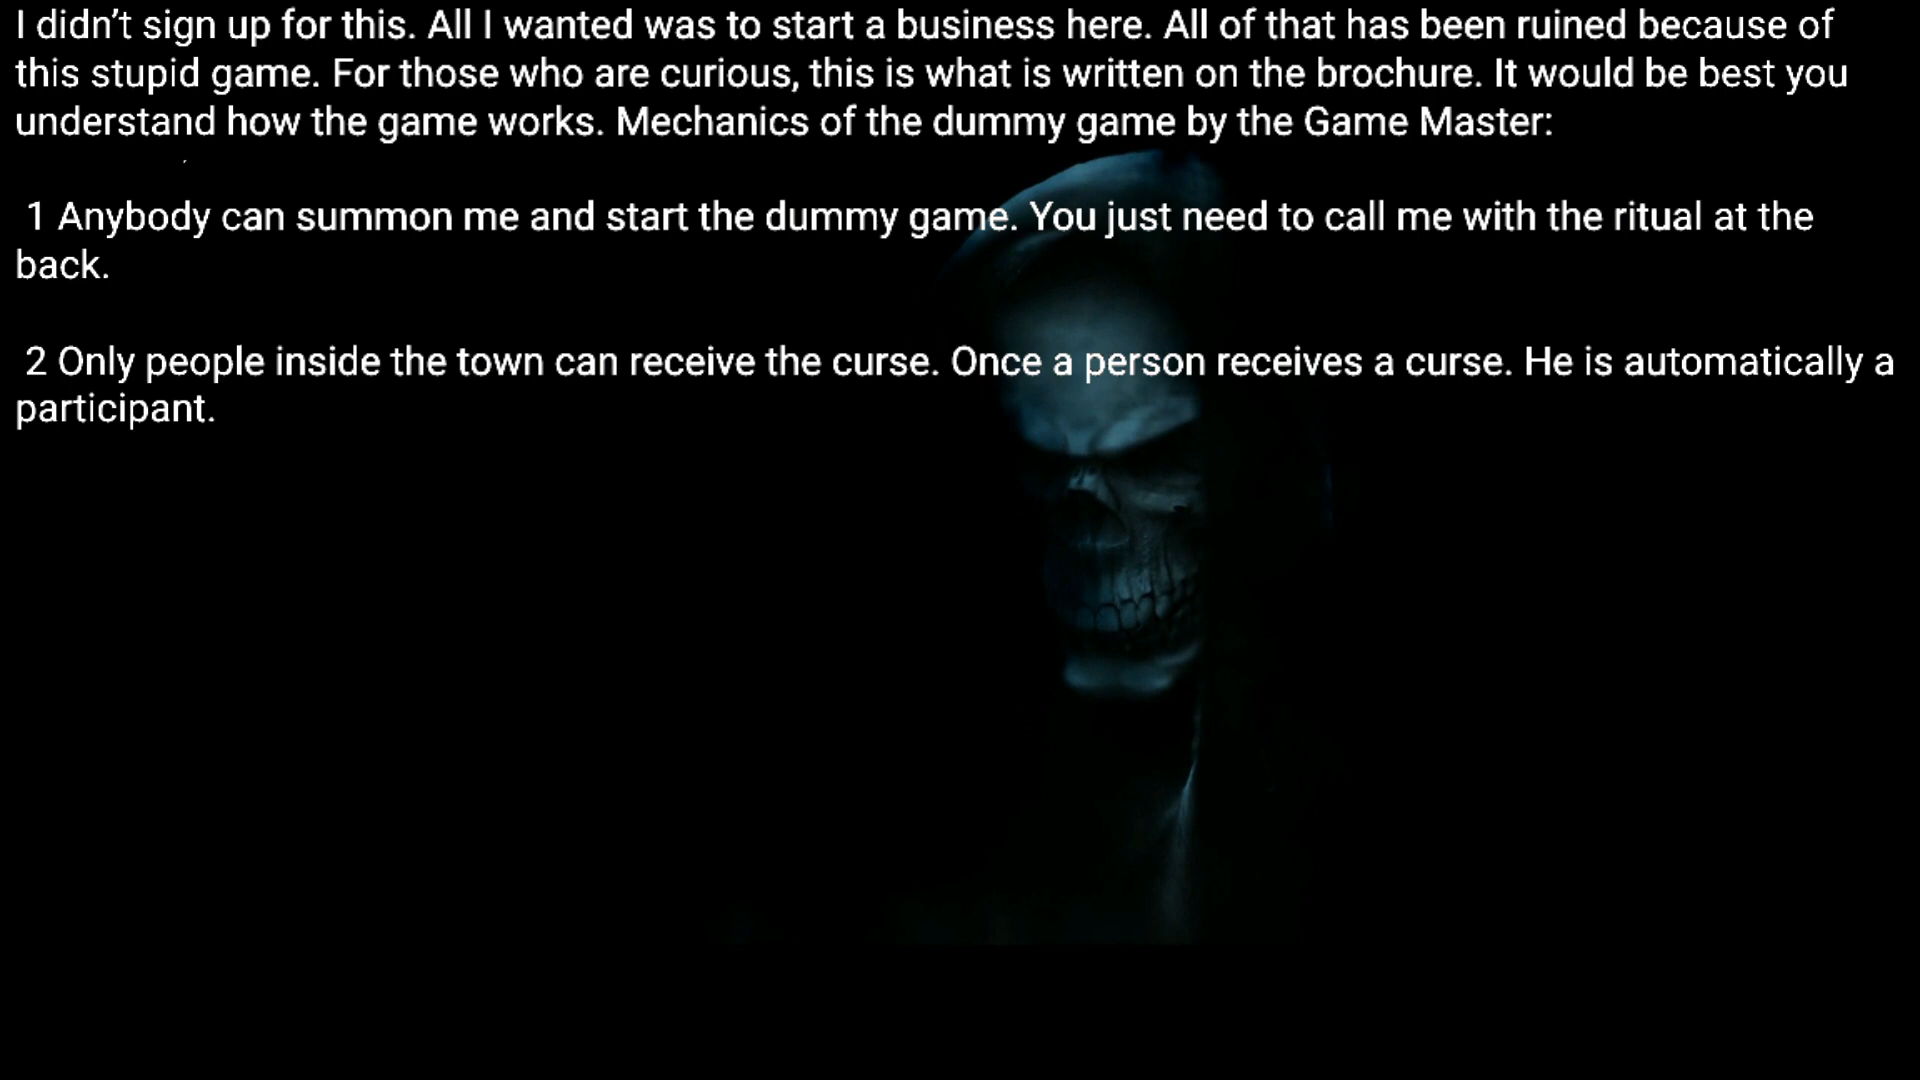 I didn’t sign up for this. All I wanted was to start a business here. All of that has been ruined because of
this stupid game. For those who are curious, this is what is written on the brochure. It would be best you
understand how the game works. Mechanics of the dummy game by the Game Master:
1 Anybody can summon me and start the dummy game. You just need to call me with the ritual at the
back.
2 Only people inside the town can receive the curse. Once a person receives a curse. He is automatically a
participant.